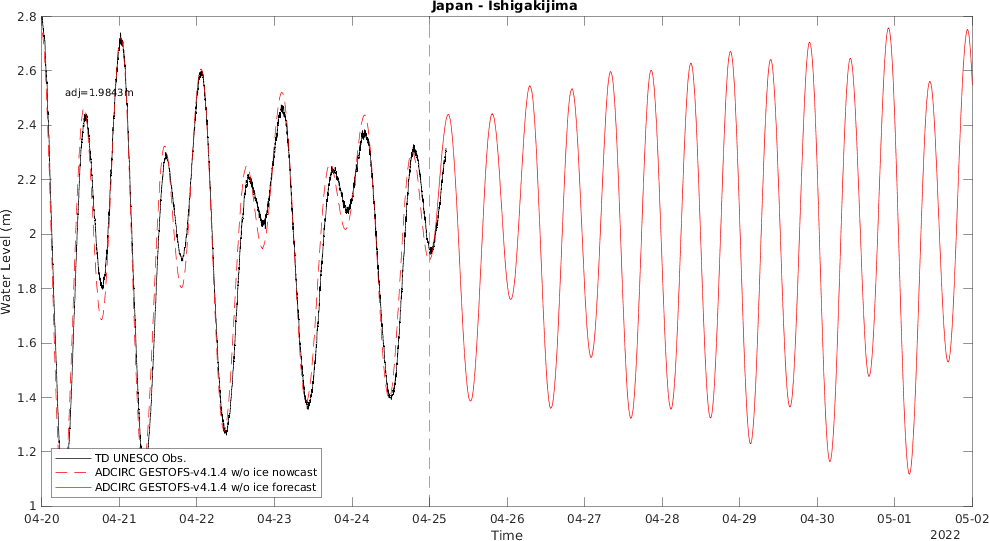 Japan - Ishigakijima
2.8
2.6
2.4
2.2
2
1.8
1.6
1.4
1.2
1
Water Level (m)
adj=1.9843m
TD UNESCO Obs.
ADCIRC GESTOFS-v4.1.4 w/o ice nowcast
ADCIRC GESTOFS-v4.1.4 w/o ice forecast
04-20 04-21 04-22 04-23 04-24 04-25 04-26 04-27 04-28 04-29 04-30 05-01 05-02
Time
2022